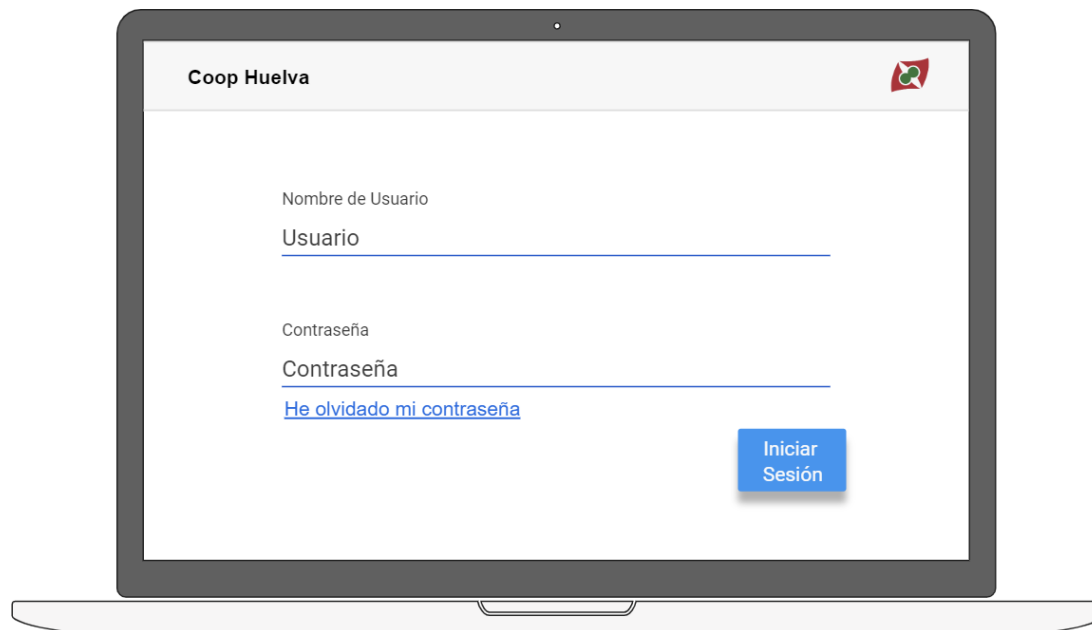 Coop Huelva
Nombre de Usuario
Usuario
Contraseña
Contraseña
He olvidado mi contraseña
Iniciar
Sesión